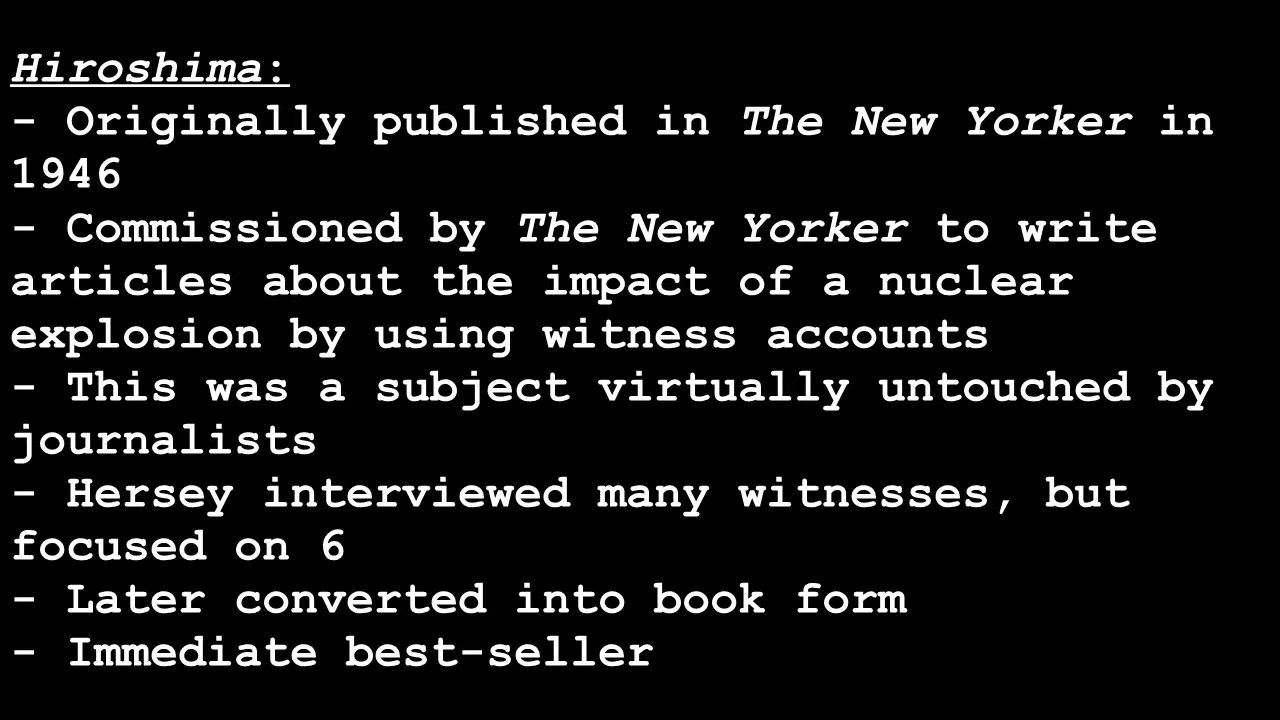 Hiroshima:
- Originally published in The New Yorker in
1946
- Commissioned by The New Yorker to write
articles about the impact of a nuclear
explosion by using witness accounts
- This was a subject virtually untouched by
journalists
- Hersey interviewed many witnesses, but
focused on 6
- Later converted into book form
- Immediate best-seller